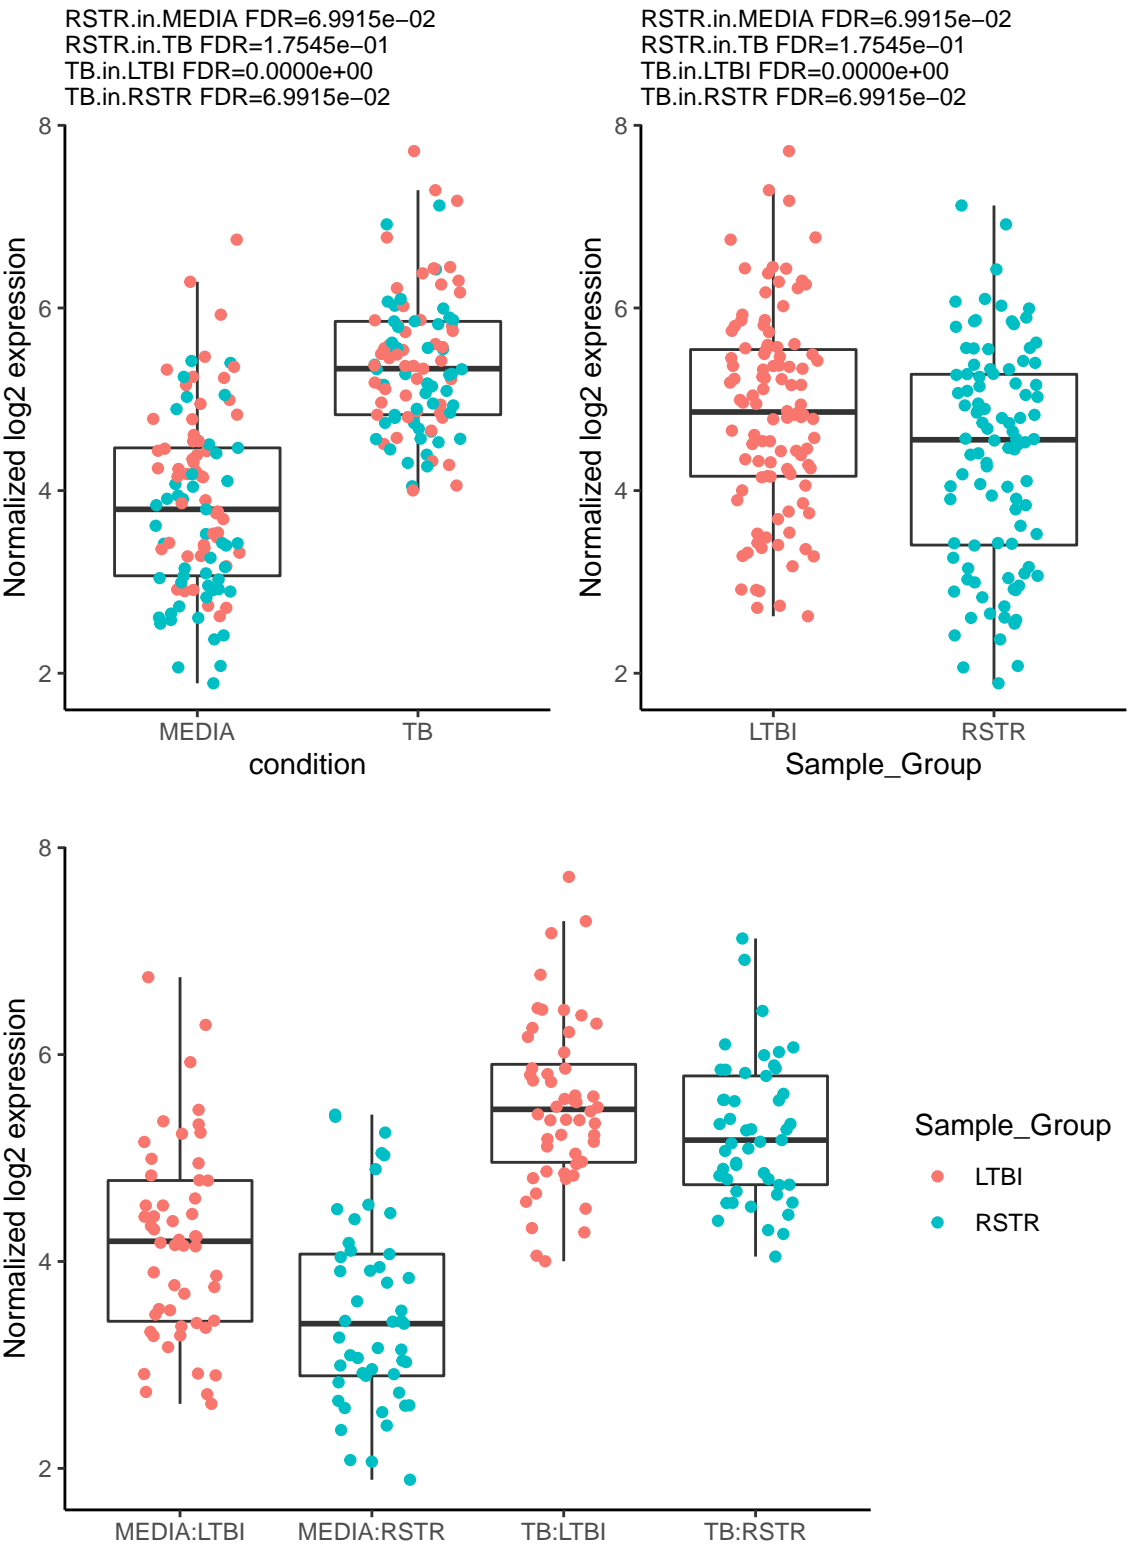 RSTR.in.MEDIA FDR=6.9915e−02
RSTR.in.TB FDR=1.7545e−01
TB.in.LTBI FDR=0.0000e+00
TB.in.RSTR FDR=6.9915e−02
8
6
4
2
Normalized log2 expression
MEDIA TB
condition
RSTR.in.MEDIA FDR=6.9915e−02
RSTR.in.TB FDR=1.7545e−01
TB.in.LTBI FDR=0.0000e+00
TB.in.RSTR FDR=6.9915e−02
8
6
4
2
Normalized log2 expression
LTBI RSTR
Sample_Group
8
6
4
2
Normalized log2 expression
MEDIA:LTBI MEDIA:RSTR TB:LTBI TB:RSTR
Sample_Group
LTBI
RSTR